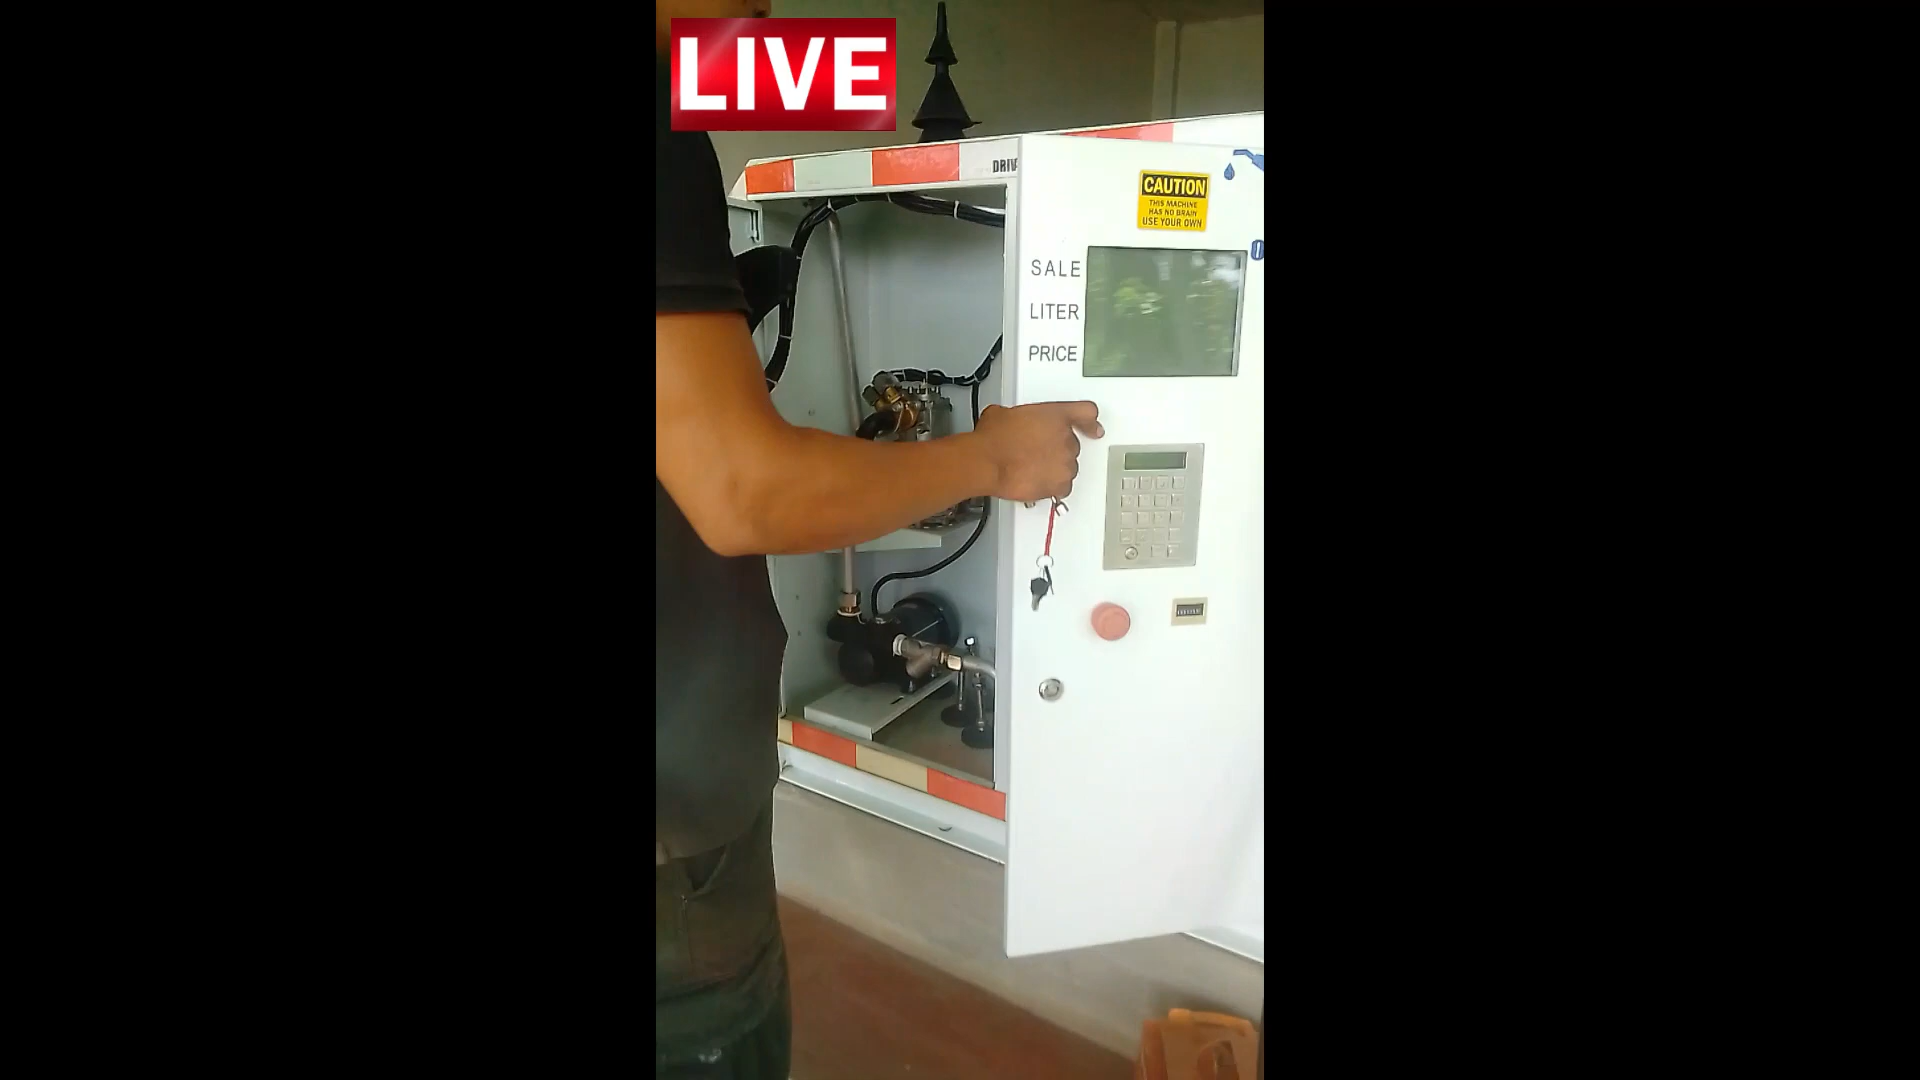 LIVE
DRIV
CAUTION
THIS MACHINE
HAS NO BRAIN
USE YOUR OWN
SALE
LITER
PRICE